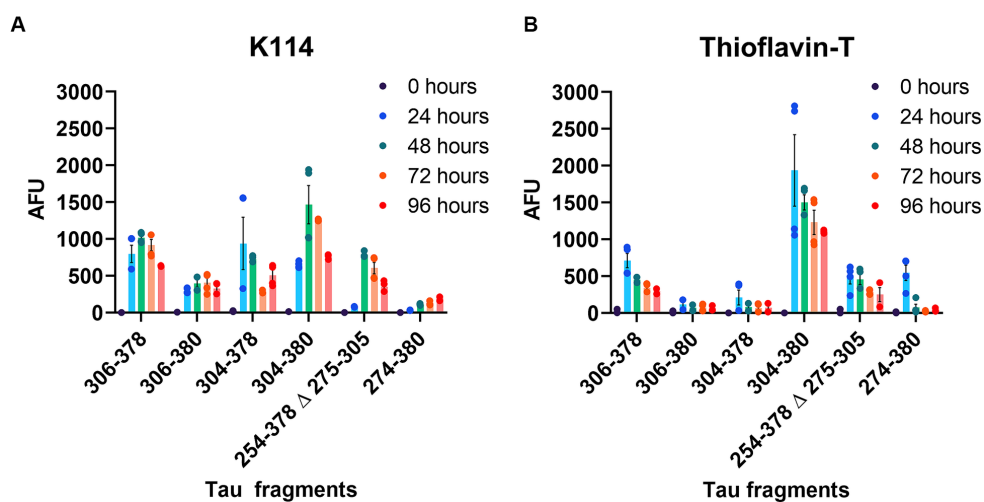 A
K114
3000
2500
2000
1500
1000
500
0
AFU
0 hours
24 hours
48 hours
72 hours
96 hours
306-378
306-380
304-378
304-380
254-378 Δ 275-305
274-380
Tau fragments
B
Thioflavin-T
3000
2500
2000
1500
1000
500
0
AFU
0 hours
24 hours
48 hours
72 hours
96 hours
306-378
306-380
304-378
304-380
254-378 Δ 275-305
274-380
Tau fragments